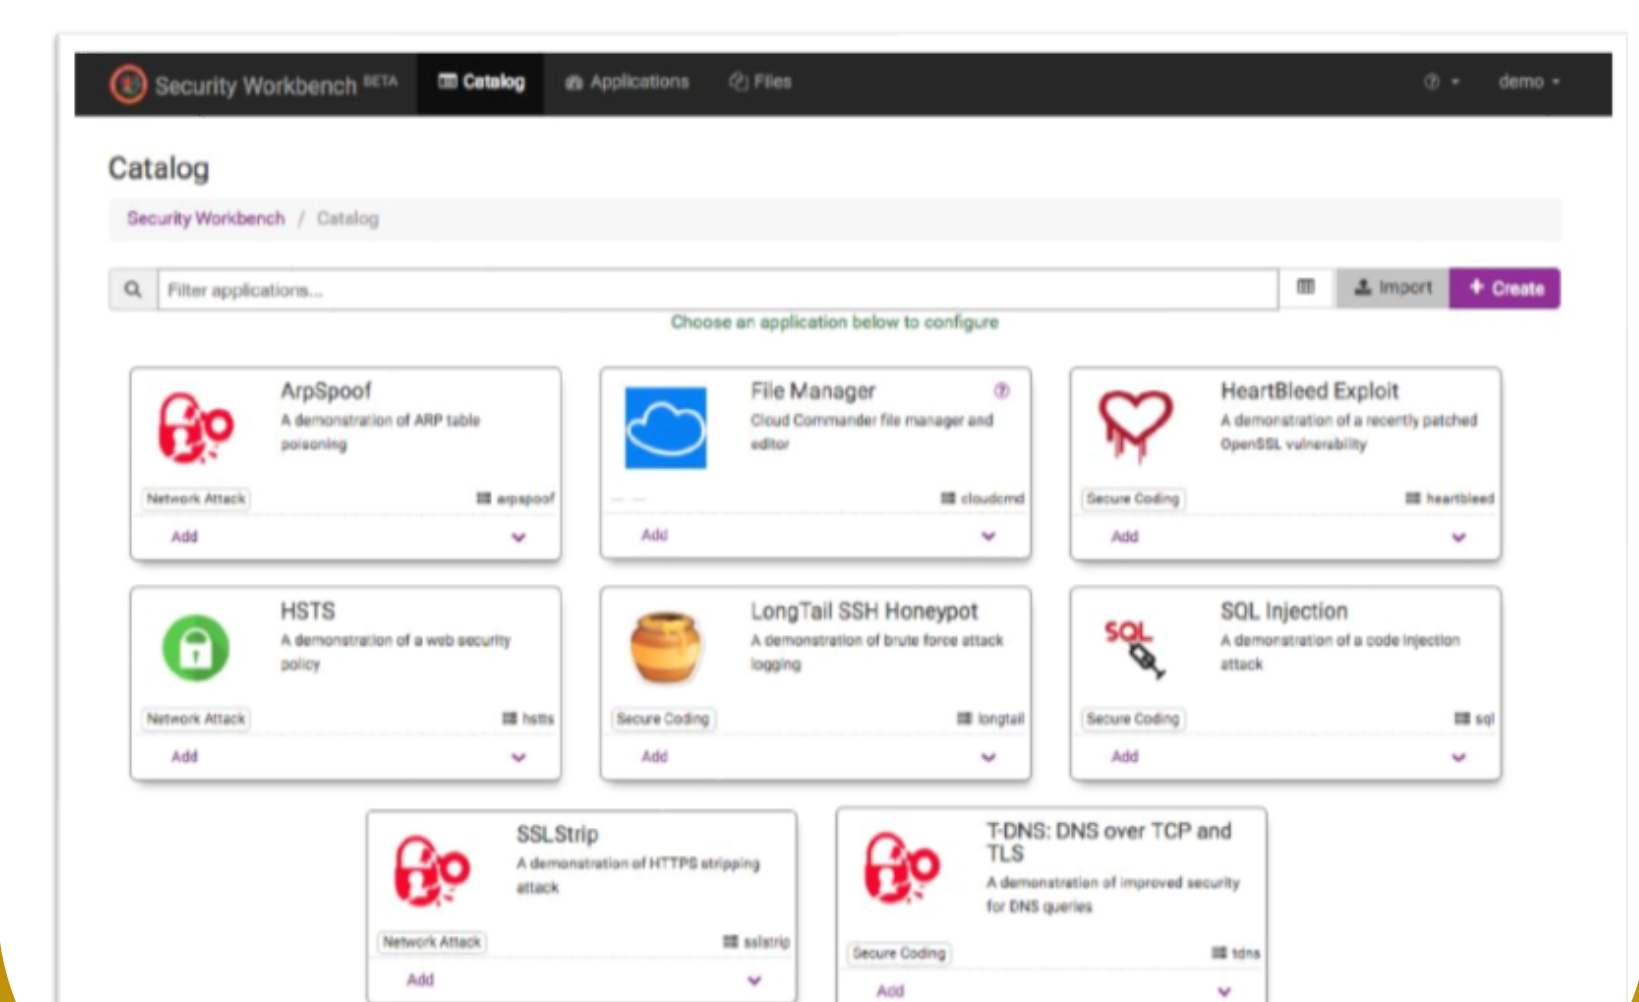 Security Workbench BETA Catalog Applications Files demo
Catalog
Security Workbench / Catalog
Filter applications... Import + Create
Choose an application below to configure
ArpSpoof
A demonstration of ARP table
poisoning
Network Attack arpspoof
Add
File Manager
Cloud Commander file manager and
editor
cloudcmd
Add
HeartBleed Exploit
A demonstration of a recently patched
OpenSSL vulnerability
Secure Coding heartbleed
Add
HSTS
A demonstration of a web security
policy
Network Attack hstts
Add
LongTail SSH Honeypot
A demonstration of brute force attack
logging
Secure Coding longtail
Add
SQL
SQL Injection
A demonstration of a code injection
attack
Secure Coding sql
Add
SSLStrip
A demonstration of HTTPS stripping
attack
Network Attack sslstrip
Add
T-DNS: DNS over TCP and
TLS
A demonstration of improved security
for DNS queries
Secure Coding tdns
Add